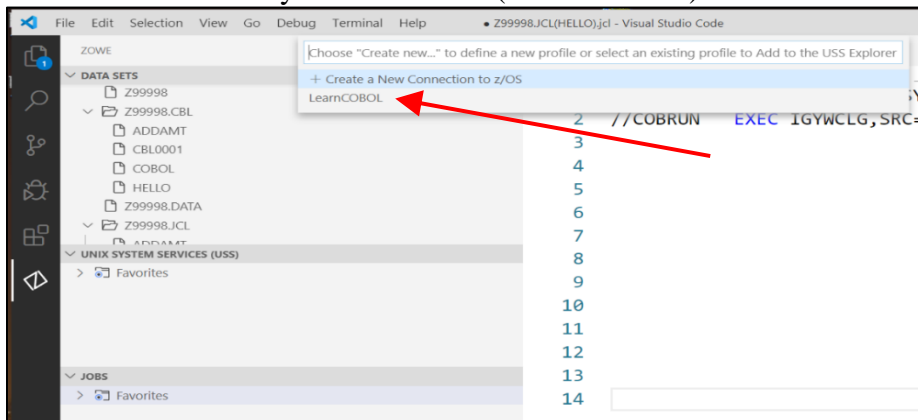 File Edit Selection View Go Debug Terminal Help ● Z99998.JCL(HELLO).jcl - Visual Studio Code
ZOWE
Choose "Create new..." to define a new profile or select an existing profile to Add to the USS Explorer
+ Create a New Connection to z/OS
LearnCOBOL
DATA SETS
Z99998
Z99998.CBL
ADDAMT
CBL0001
COBOL
HELLO
Z99998.DATA
Z99998.JCL
ADDAMT
UNIX SYSTEM SERVICES (USS)
Favorites
JOBS
Favorites
1
2 //COBRUN EXEC IGYWCLG,SRC=
3
4
5
6
7
8
9
10
11
12
13
14